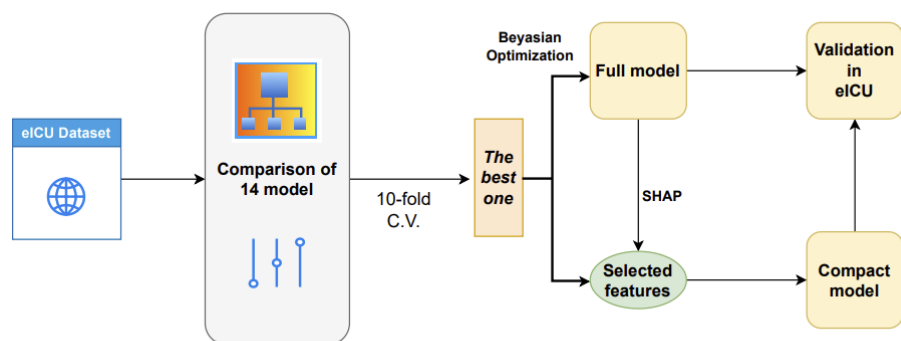 eICU Dataset
Comparison of
14 model
10-fold
C.V.
The
best
one
Beyasian
Optimization
Full model
SHAP
Selected
features
Validation
in
eICU
Compact
model